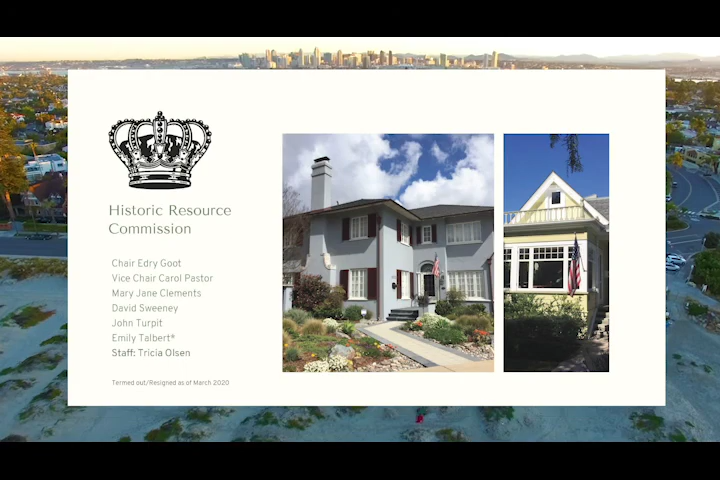 Historic Resource
Commission
Chair Edry Goot
Vice Chair Carol Pastor
Mary Jane Clements
David Sweeney
John Turpit
Emily Talbert*
Staff: Tricia Olsen
Termed out/Resigned as of March 2020